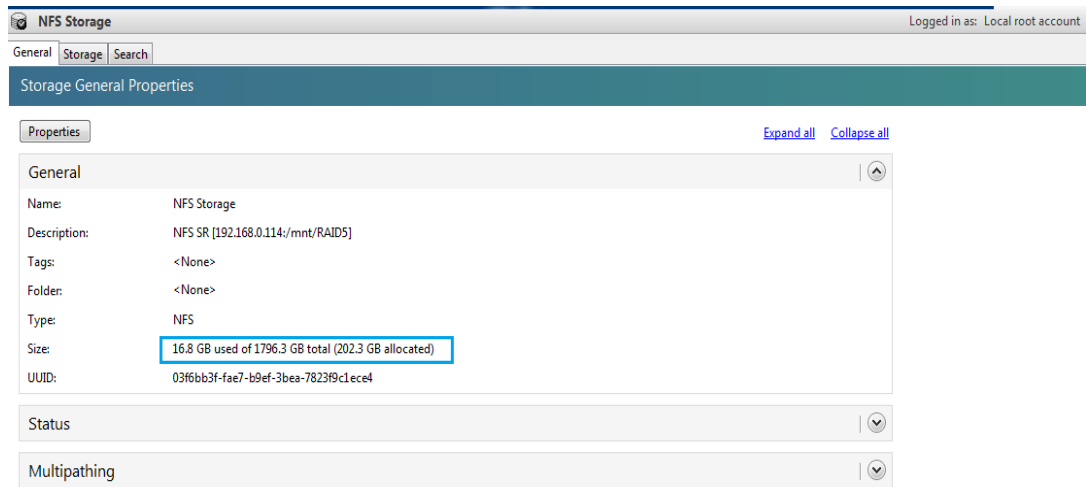 NFS Storage Logged in as: Local root account
General Storage Search
Storage General Properties
Properties Expand all Collapse all
General
Name: NFS Storage
Description: NFS SR [192.168.0.114:/mnt/RAID5]
Tags: <None>
Folder: <None>
Type: NFS
Size: 16.8 GB used of 1796.3 GB total (202.3 GB allocated)
UUID: 03f6bb3f-fae7-b9ef-3bea-7823f9c1ece4
Status
Multipathing